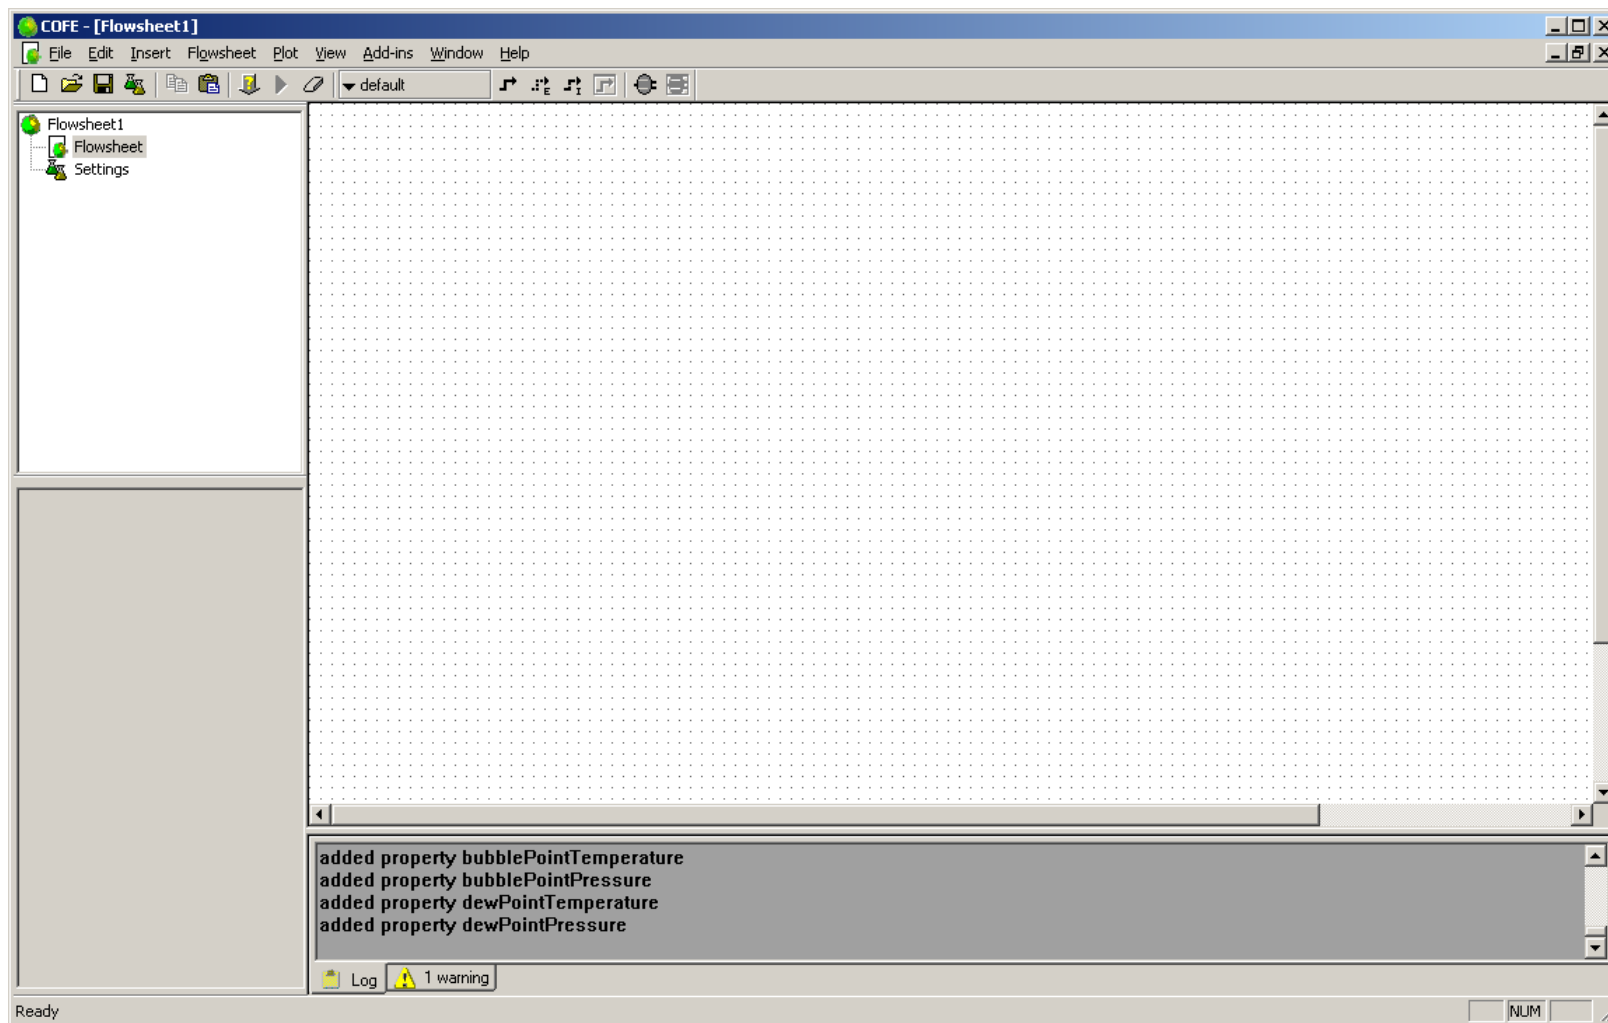 COFE - [Flowsheet1]
File Edit Insert Flowsheet Plot View Add-ins Window Help
default
E
I
Flowsheet1
Flowsheet
Settings
added property bubblePointTemperature
added property bubblePointPressure
added property dewPointTemperature
added property dewPointPressure
Log
1 warning
Ready
NUM